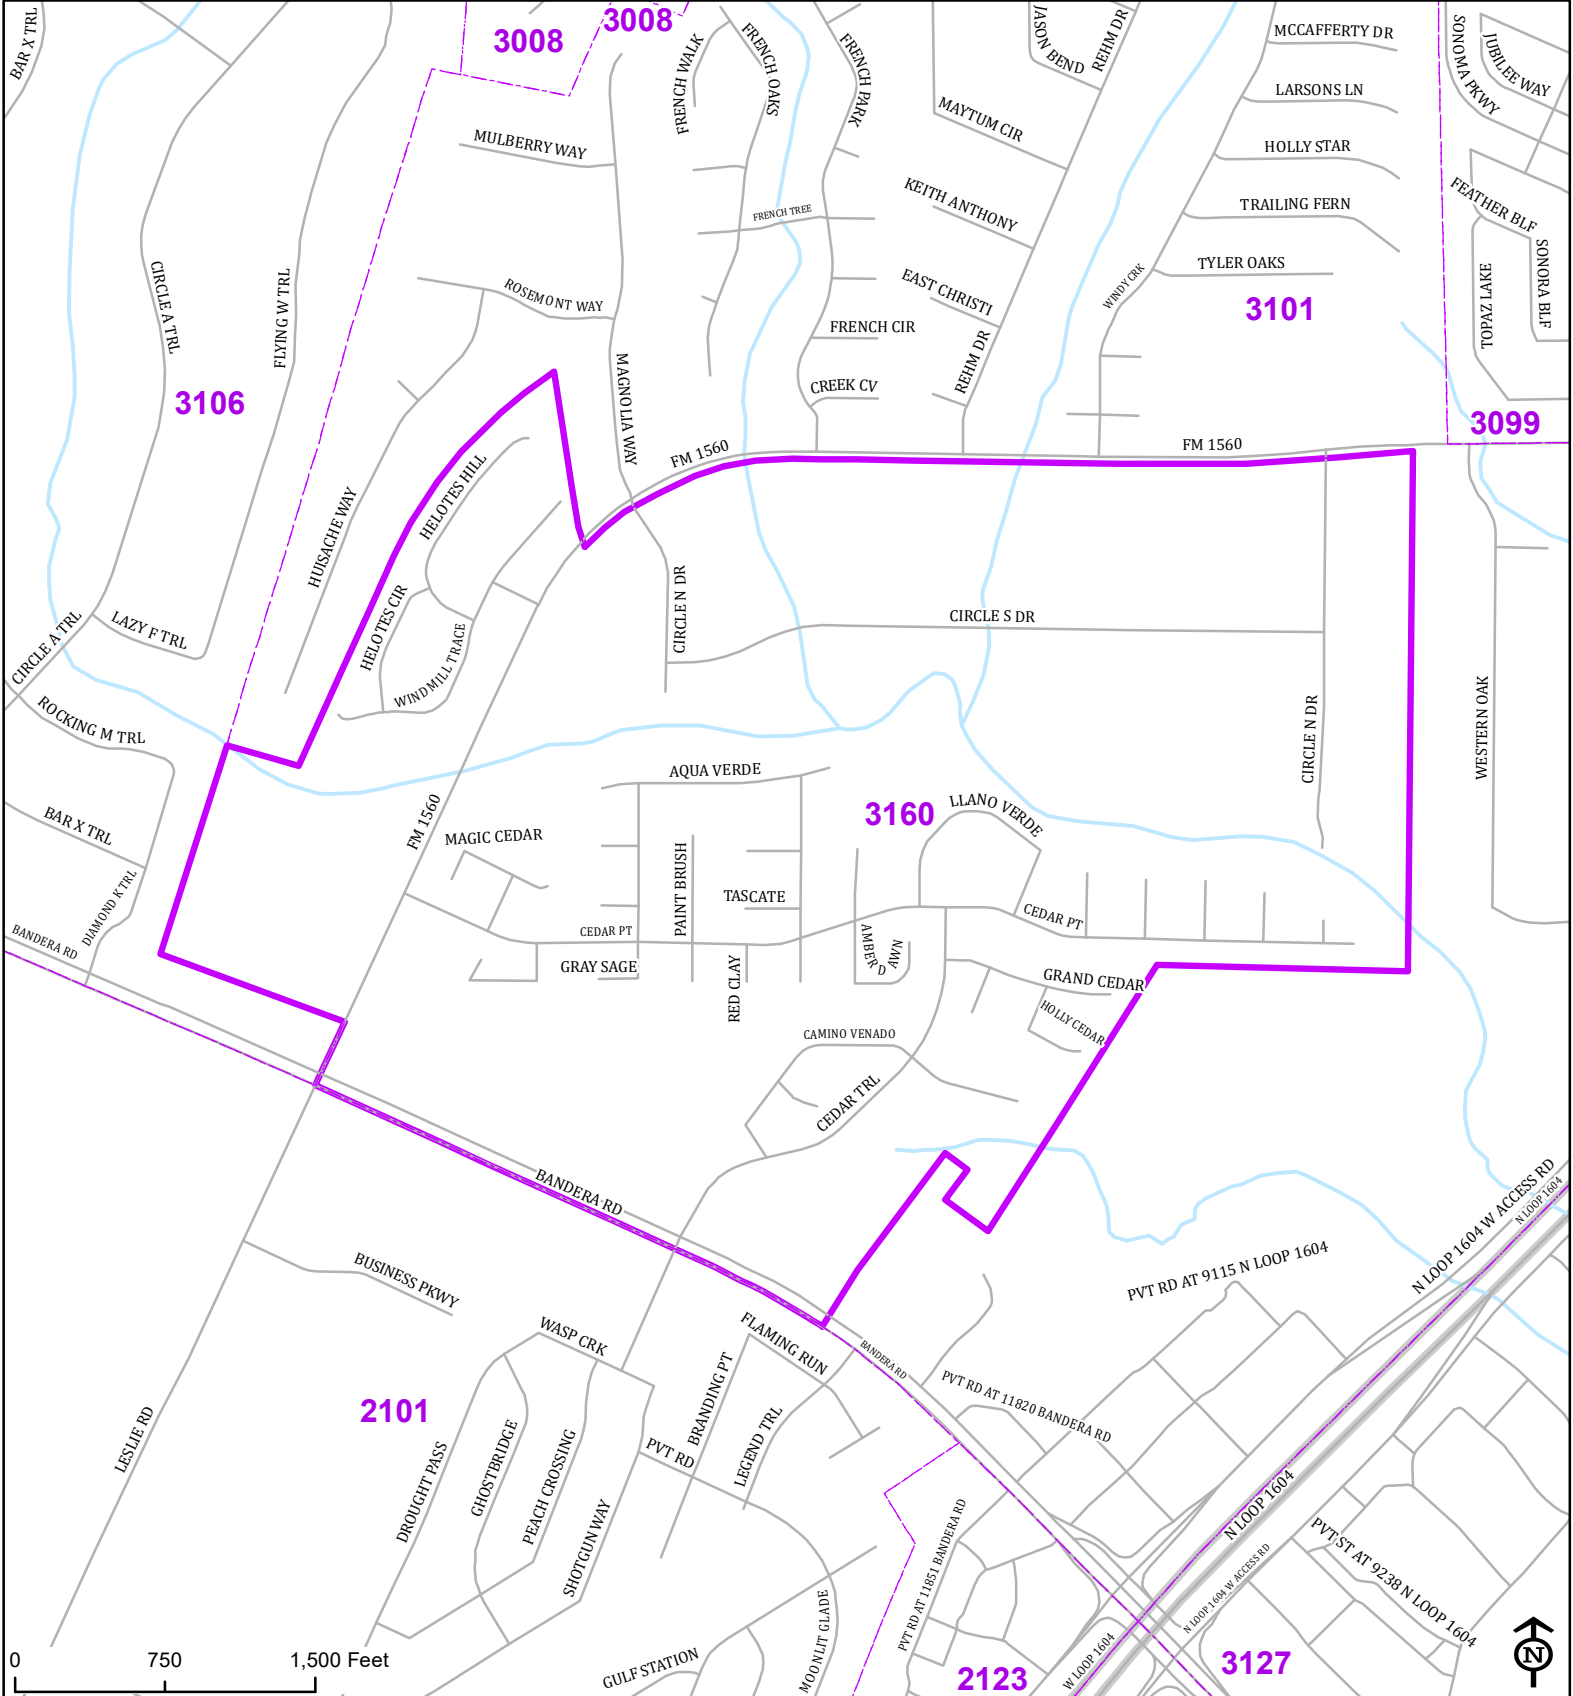 BAR X TRL
3008
3008
FRENCH WALK
FRENCH OAKS
FRENCH PARK
JASON BEND
REHM DR
MCCAFFERTY DR
SONOMA PKWY
JUBILEE WAY
LARSONS LN
MAYTUM CIR
MULBERRY WAY
HOLLY STAR
KEITH ANTHONY
FEATHER BLF
TRAILING FERN
FRENCH TREE
CIRCLE A TRL
FLYING W TRL
ROSEMONT WAY
EAST CHRISTI
WINDY CRK
TYLER OAKS
SONORA BLF
TOPAZ LAKE
3101
FRENCH CIR
REHM DR
MAGNOLIA WAY
CREEK CV
3106
3099
FM 1560
FM 1560
HELOTES HILL
HUISACHE WAY
CIRCLE N DR
CIRCLE S DR
HELOTES CIR
LAZY F TRL
CIRCLE A TRL
WINDMILL TRACE
ROCKING M TRL
WESTERN OAK
CIRCLE N DR
AQUA VERDE
3160
LLANO VERDE
BAR X TRL
FM 1560
MAGIC CEDAR
PAINT BRUSH
TASCATE
DIAMOND K TRL
CEDAR PT
CEDAR PT
BANDERA RD
AMBER DAWN
GRAY SAGE
RED CLAY
GRAND CEDAR
HOLLY CEDAR
CAMINO VENADO
CEDAR TRL
BANDERA RD
N LOOP 1604 W ACCESS RD
N LOOP 1604
BUSINESS PKWY
PVT RD AT 9115 N LOOP 1604
WASP CRK
FLAMING RUN
BANDERA RD
BRANDING PT
PVT RD AT 11820 BANDERA RD
2101
LESLIE RD
LEGEND TRL
DROUGHT PASS
GHOSTBRIDGE
PEACH CROSSING
PVT RD
N LOOP 1604
SHOTGUN WAY
PVT RD AT 11851 BANDERA RD
PVT ST AT 9238 N LOOP 1604
N LOOP 1604 W ACCESS RD
MOONLIT GLADE
GULF STATION
W LOOP 1604
2123
3127
0 750 1,500 Feet
N